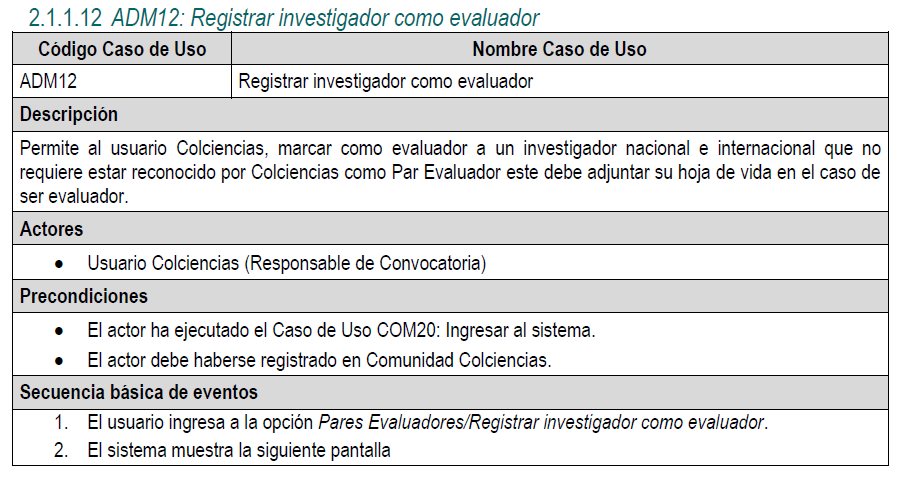 2.1.1.12 ADM12: Registrar investigador como evaluador
Código Caso de Uso Nombre Caso de Uso
ADM12 Registrar investigador como evaluador
Descripción
Permite al usuario Colciencias, marcar como evaluador a un investigador nacional e internacional que no
requiere estar reconocido por Colciencias como Par Evaluador este debe adjuntar su hoja de vida en el caso de
ser evaluador.
Actores
• Usuario Colciencias (Responsable de Convocatoria)
Precondiciones
• El actor ha ejecutado el Caso de Uso COM20: Ingresar al sistema.
• El actor debe haberse registrado en Comunidad Colciencias.
Secuencia básica de eventos
1. El usuario ingresa a la opción Pares Evaluadores/Registrar investigador como evaluador.
2. El sistema muestra la siguiente pantalla